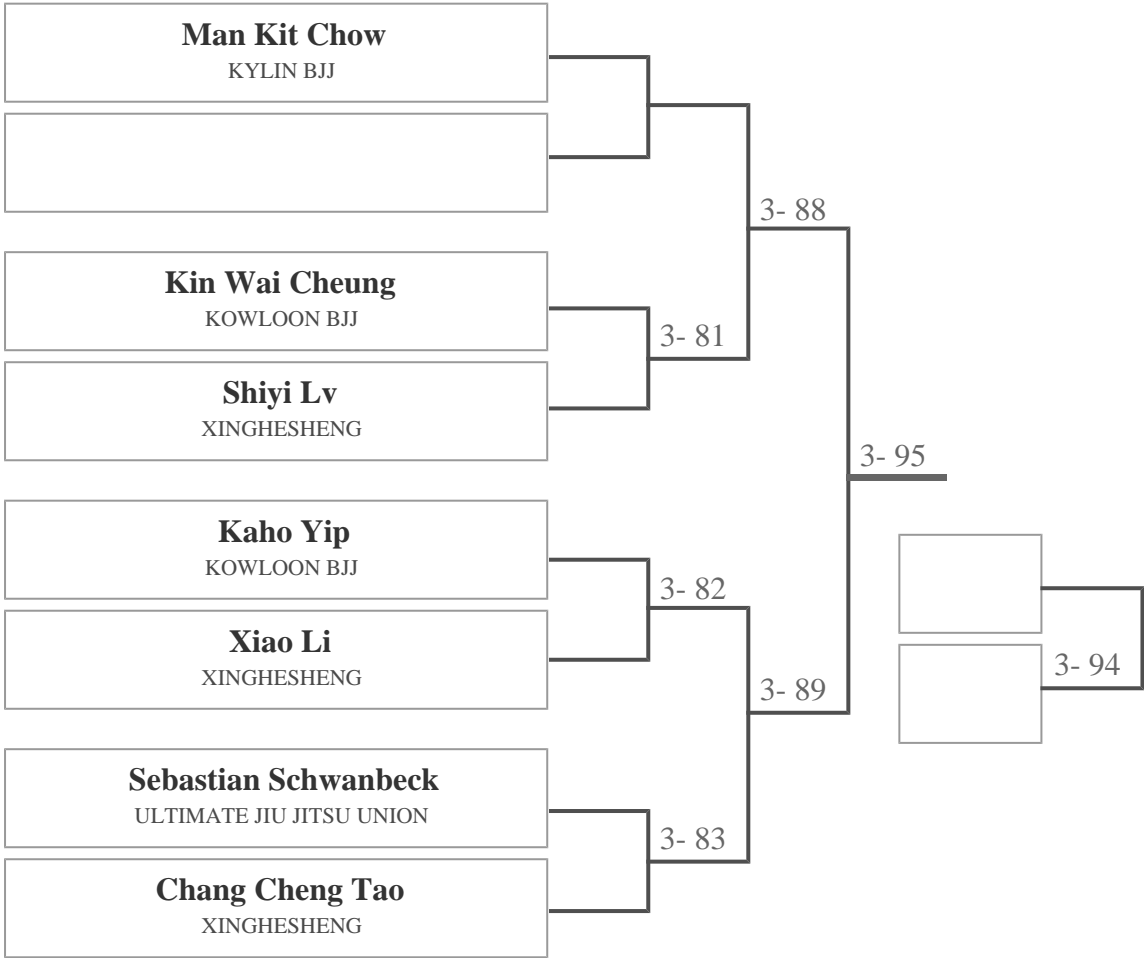 Man Kit Chow
KYLIN BJJ
3- 88
Kin Wai Cheung
KOWLOON BJJ
3- 81
Shiyi Lv
XINGHESHENG
3- 95
Kaho Yip
KOWLOON BJJ
3- 82
Xiao Li
XINGHESHENG
3- 94
3- 89
Sebastian Schwanbeck
ULTIMATE JIU JITSU UNION
3- 83
Chang Cheng Tao
XINGHESHENG